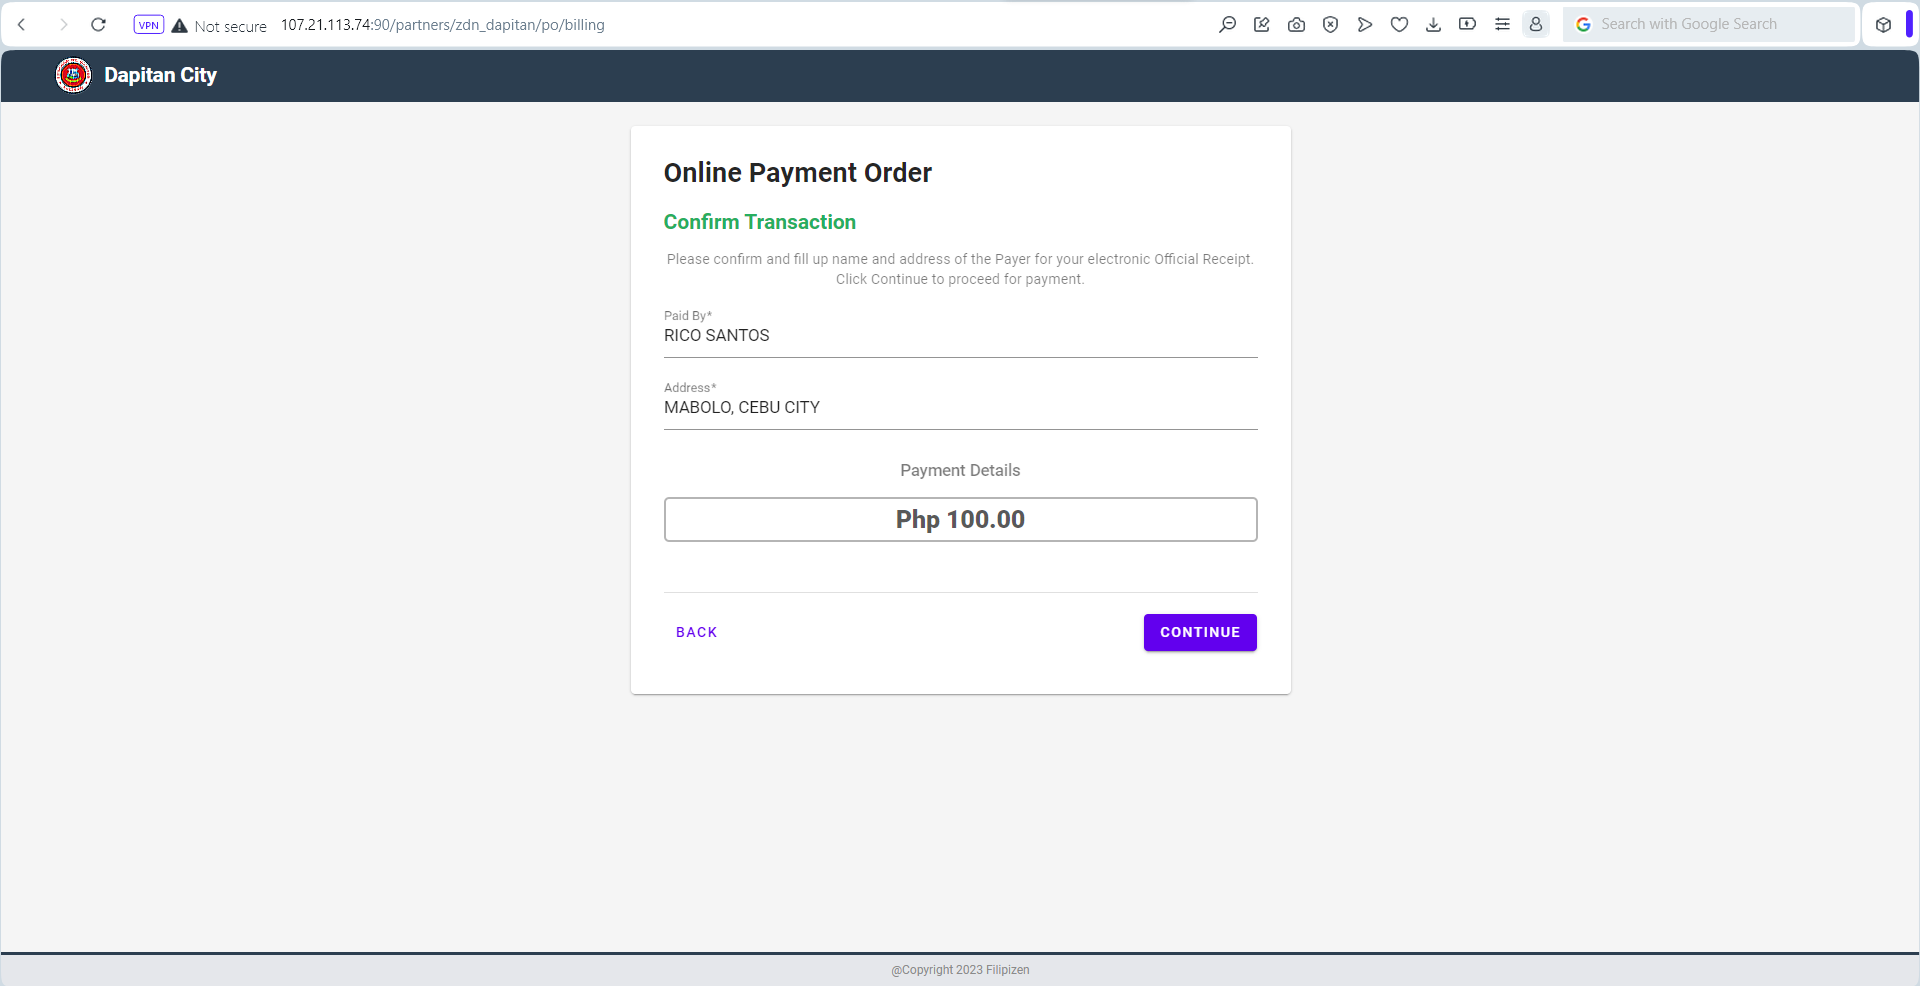 VPN
Not secure
107.21.113.74:90/partners/zdn_dapitan/po/billing
Search with Google Search
Dapitan City
Online Payment Order
Confirm Transaction
Please confirm and fill up name and address of the Payer for your electronic Official Receipt.
Click Continue to proceed for payment.
Paid By*
RICO SANTOS
Address*
MABOLO, CEBU CITY
Payment Details
Php 100.00
BACK
CONTINUE
@Copyright 2023 Filipizen